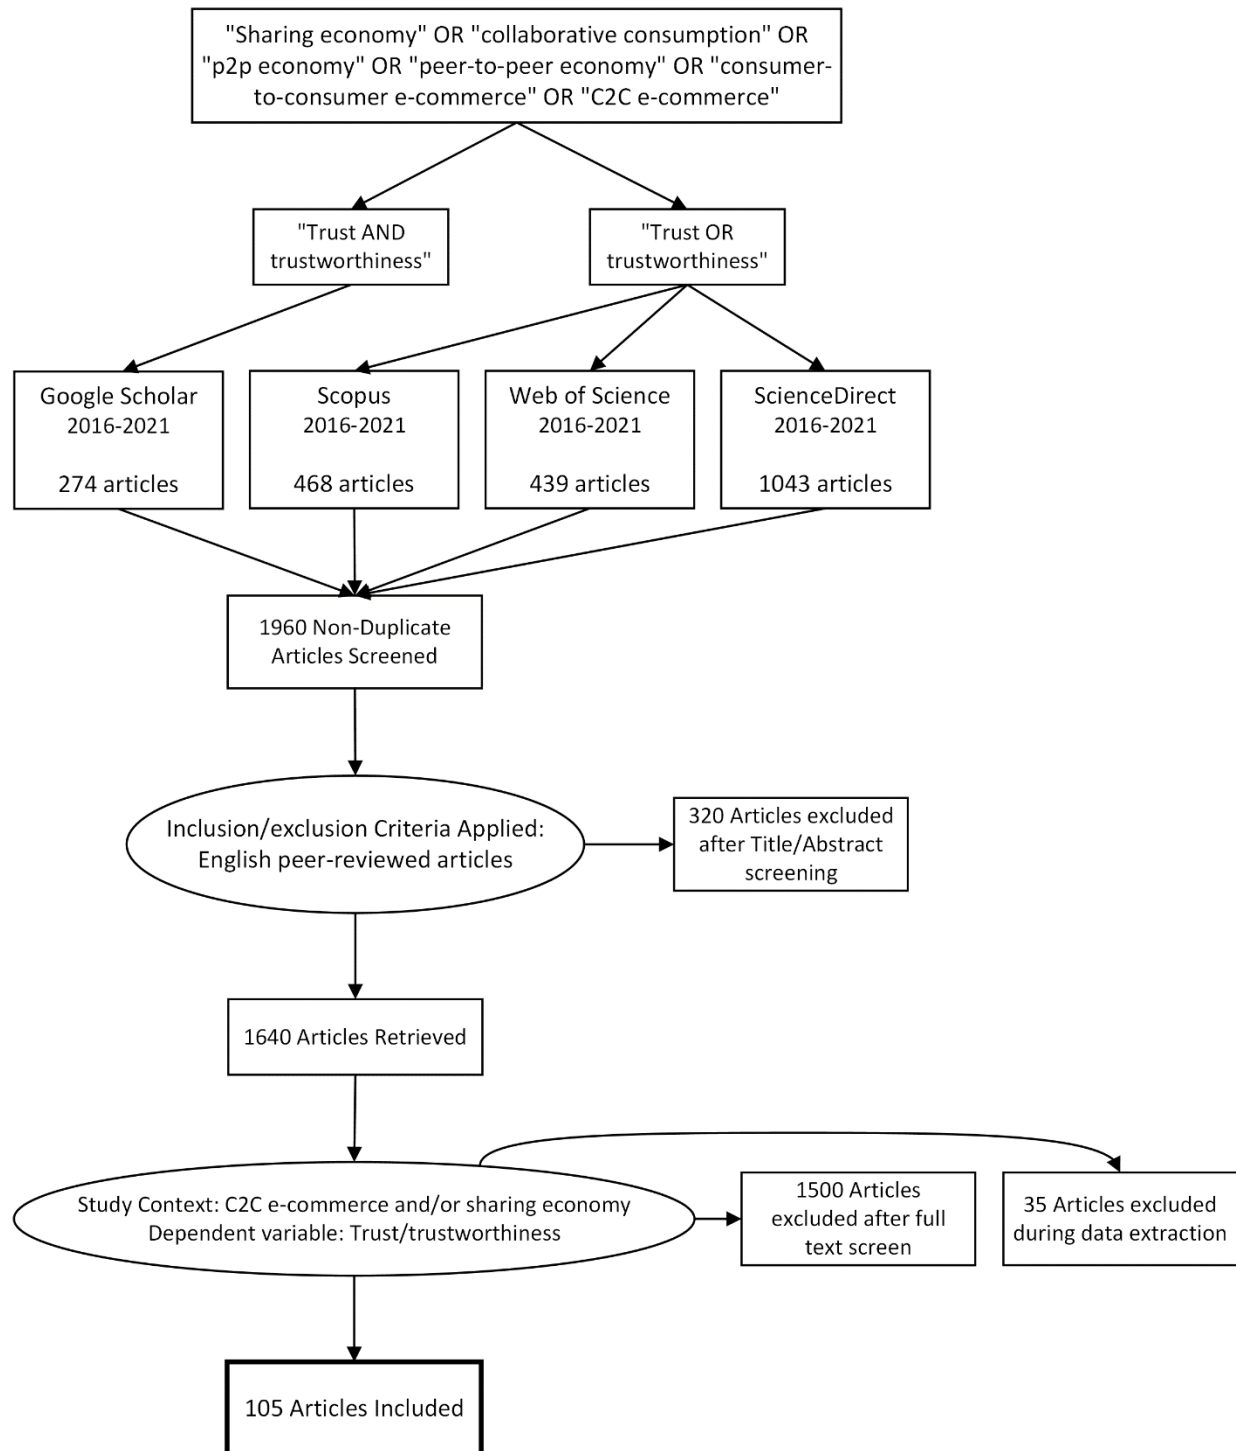 "Sharing economy" OR "collaborative consumption" OR
"p2p economy" OR "peer-to-peer economy" OR "consumer-
to-consumer e-commerce" OR "C2C e-commerce"
"Trust AND
trustworthiness"
"Trust OR
trustworthiness"
Google Scholar
2016-2021
274 articles
Scopus
2016-2021
468 articles
Web of Science
2016-2021
439 articles
ScienceDirect
2016-2021
1043 articles
1960 Non-Duplicate
Articles Screened
Inclusion/exclusion Criteria Applied:
English peer-reviewed articles
320 Articles excluded
after Title/Abstract
screening
1640 Articles Retrieved
Study Context: C2C e-commerce and/or sharing economy
Dependent variable: Trust/trustworthiness
1500 Articles
excluded after full
text screen
35 Articles excluded
during data extraction
105 Articles Included